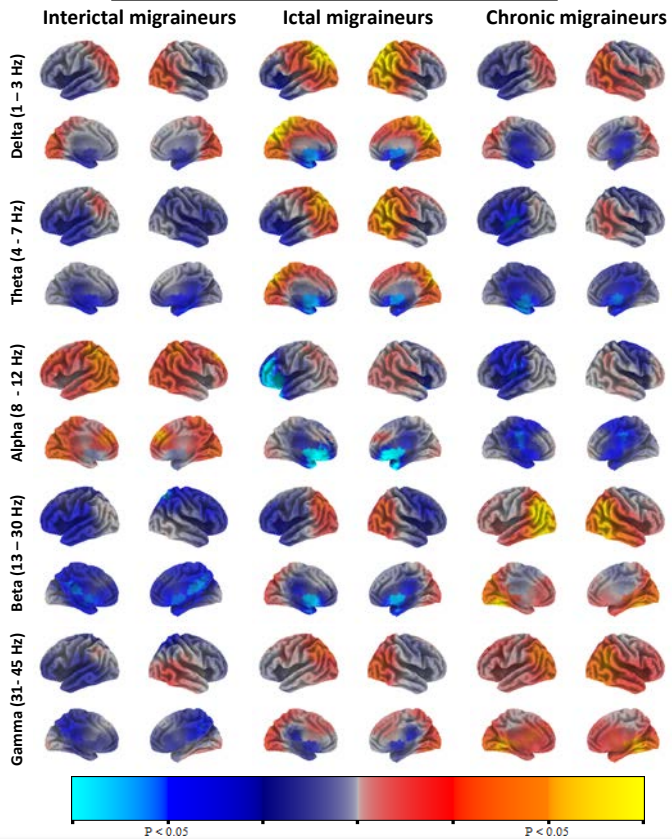 Interictal migraineurs Ictal migraineurs Chronic migraineurs
Delta (1 – 3 Hz)
Theta (4 - 7 Hz)
Alpha (8 - 12 Hz)
Beta (13 – 30 Hz)
Gamma (31- 45 Hz)
P < 0.05 P < 0.05